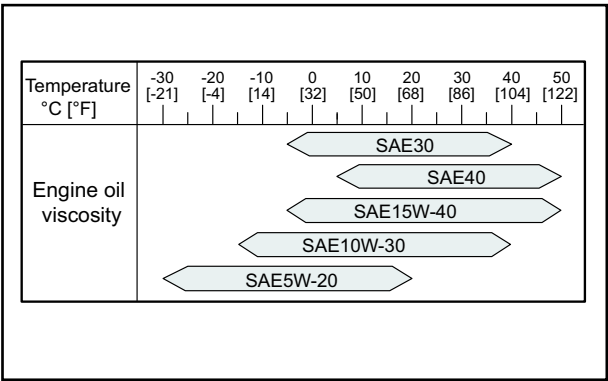 Temperature
°C [°F]
-30 -20 -10 0 10 20 30 40 50
[-21] [-4] [14] [32] [50] [68] [86] [104] [122]
Engine oil
viscosity
SAE30
SAE40
SAE15W-40
SAE10W-30
SAE5W-20